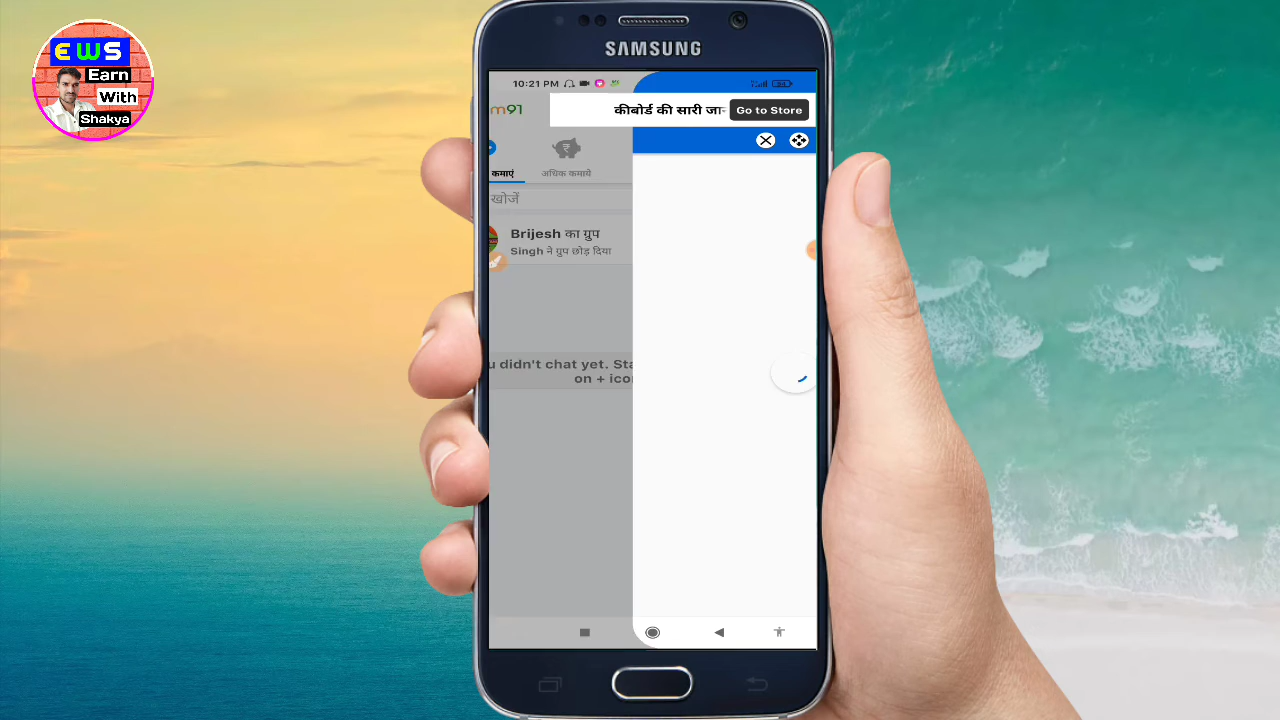 EWS
Earn
With
Shakya
SAMSUNG
10:21 PM
m91
कीबोर्ड की सारी जा
Go to Store
कमाएं
अधिक कमायें
खोजें
Brijesh का ग्रुप
Singh ने ग्रुप छोड़ दिया
u didn't chat yet. Sta
on + ico